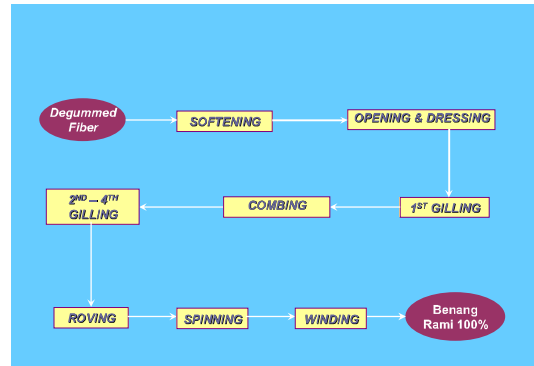 Degummed
Fiber
SOFTENING
OPENING & DRESSING
1ST GILLING
COMBING
2ND – 4TH
GILLING
ROVING
SPINNING
WINDING
Benang
Rami 100%